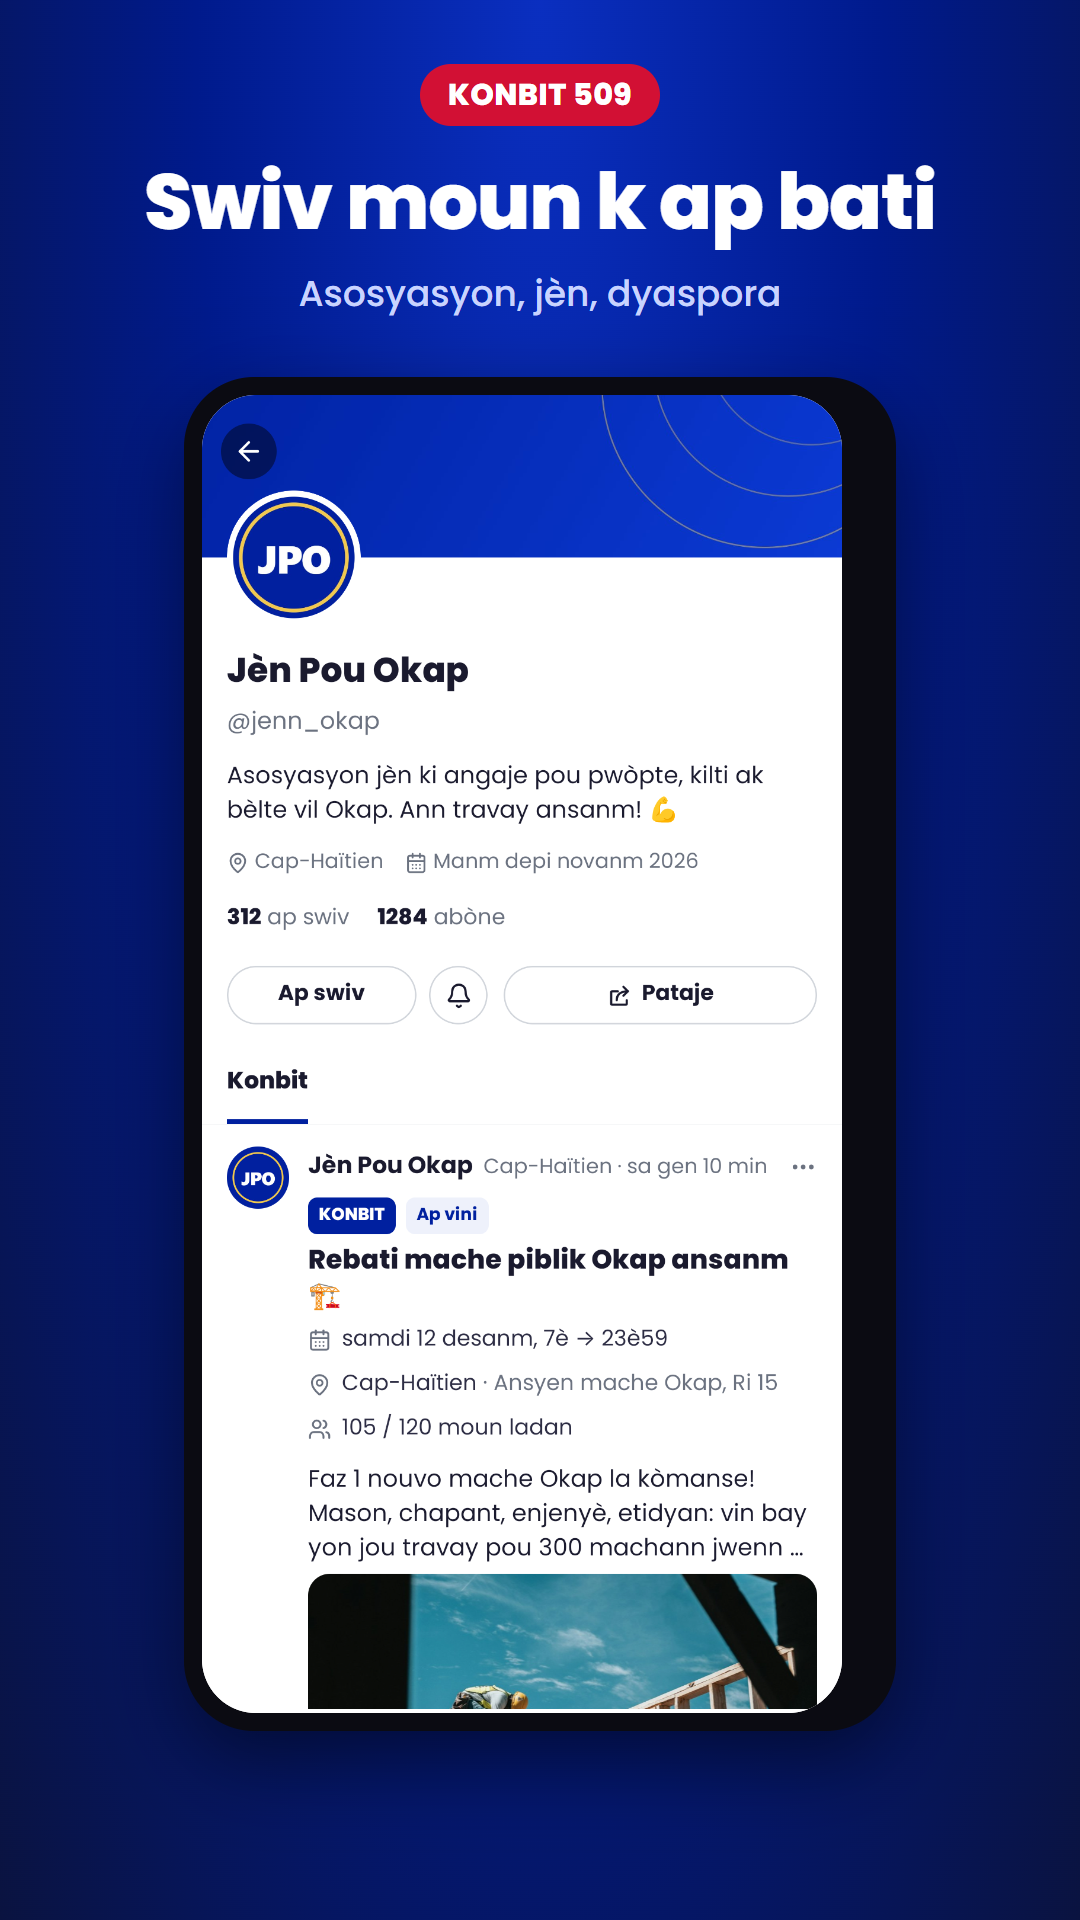 KONBIT 509
Swiv moun k ap bati
Asosyasyon, jèn, dyaspora
JPO
Jèn Pou Okap
@jenn_okap
Asosyasyon jèn ki angaje pou pwòpte, kilti ak
bèlte vil Okap. Ann travay ansanm! 💪
Cap-Haïtien Manm depi novanm 2026
312 ap swiv 1284 abòne
Ap swiv Pataje
Konbit
JPO Jèn Pou Okap Cap-Haïtien · sa gen 10 min ...
KONBIT Ap vini
Rebati mache piblik Okap ansanm
🏗️
samdi 12 desanm, 7è → 23è59
Cap-Haïtien · Ansyen mache Okap, Ri 15
105 / 120 moun ladan
Faz 1 nouvo mache Okap la kòmanse!
Mason, chapant, enjenyè, etidyan: vin bay
yon jou travay pou 300 machann jwenn ...